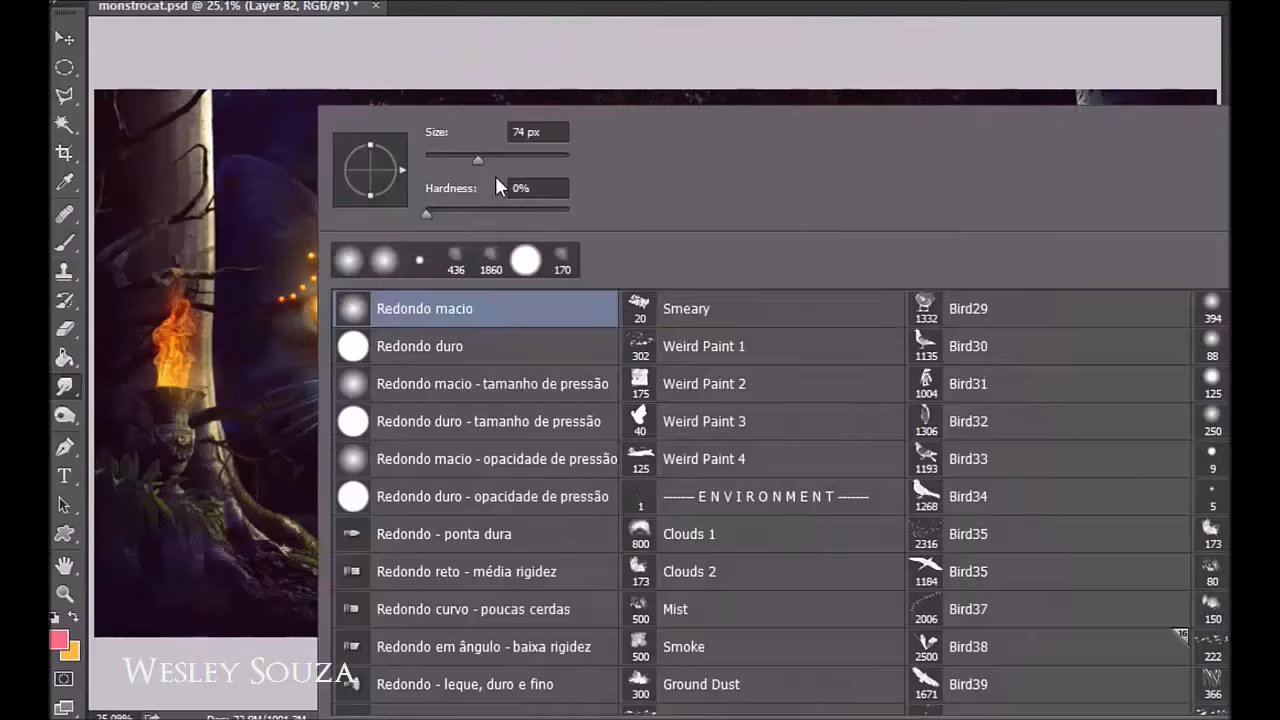 monstrocat.psd @ 25,1% (Layer 82, RGB/8*) * ×
Size: 74 px
Hardness: 0%
436 1860 170
Redondo macio
Redondo duro
Redondo macio - tamanho de pressão
Redondo duro - tamanho de pressão
Redondo macio - opacidade de pressão
Redondo duro - opacidade de pressão
Redondo - ponta dura
Redondo reto - média rigidez
Redondo curvo - poucas cerdas
Redondo em ângulo - baixa rigidez
Redondo - leque, duro e fino
20 Smeary
302 Weird Paint 1
175 Weird Paint 2
40 Weird Paint 3
125 Weird Paint 4
1 ------- E N V I R O N M E N T -------
800 Clouds 1
173 Clouds 2
500 Mist
500 Smoke
300 Ground Dust
1332 Bird29
1135 Bird30
1004 Bird31
1306 Bird32
1193 Bird33
1268 Bird34
2316 Bird35
1184 Bird35
2006 Bird37
2500 Bird38
1671 Bird39
394
88
125
250
9
5
173
80
150
222
366
T
Wesley Souza